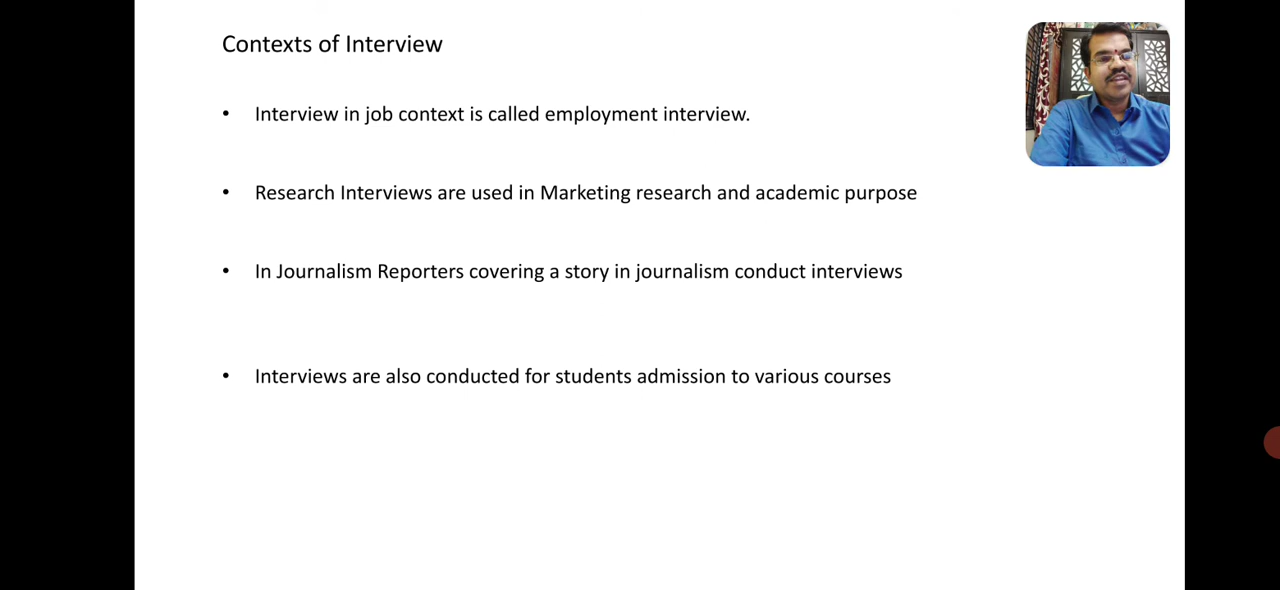 Contexts of Interview
• Interview in job context is called employment interview.
• Research Interviews are used in Marketing research and academic purpose
• In Journalism Reporters covering a story in journalism conduct interviews
• Interviews are also conducted for students admission to various courses